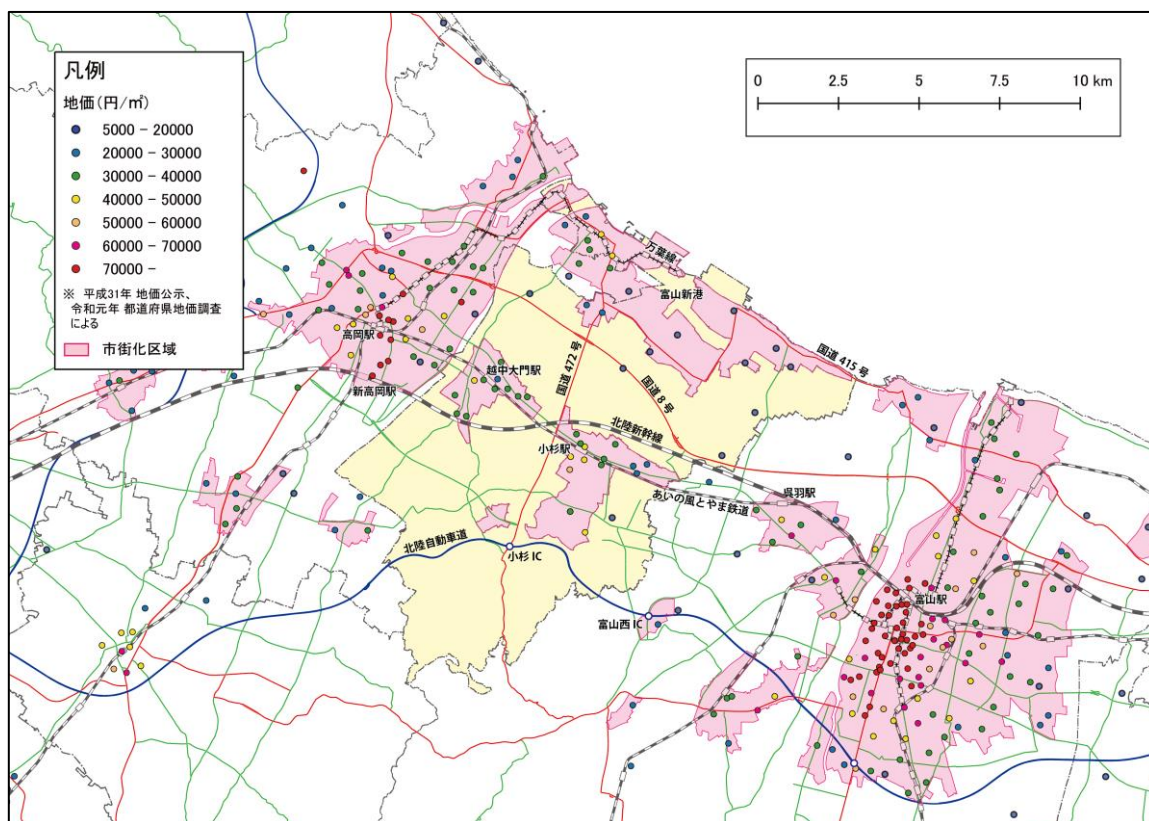 凡例
地価(円/㎡)
5000 - 20000
20000 - 30000
30000 - 40000
40000 - 50000
50000 - 60000
60000 - 70000
70000 -
※ 平成31年 地価公示、
令和元年 都道府県地価調査
による
市街化区域
0 2.5 5 7.5 10 km
万葉線
富山新港
高岡駅
越中大門駅
国道 472 号
国道 8 号
国道 415 号
新高岡駅
北陸新幹線
小杉駅
あいの風とやま鉄道
呉羽駅
北陸自動車道
小杉 IC
富山駅
富山西 IC